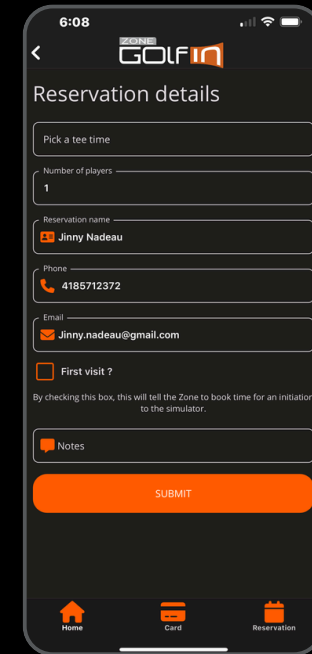 6:08
ZONE
GOLFIN
Reservation details
Pick a tee time
Number of players
1
Reservation name
Jinny Nadeau
Phone
4185712372
Email
Jinny.nadeau@gmail.com
First visit ?
By checking this box, this will tell the Zone to book time for an initiation
to the simulator.
Notes
SUBMIT
Home Card Reservation